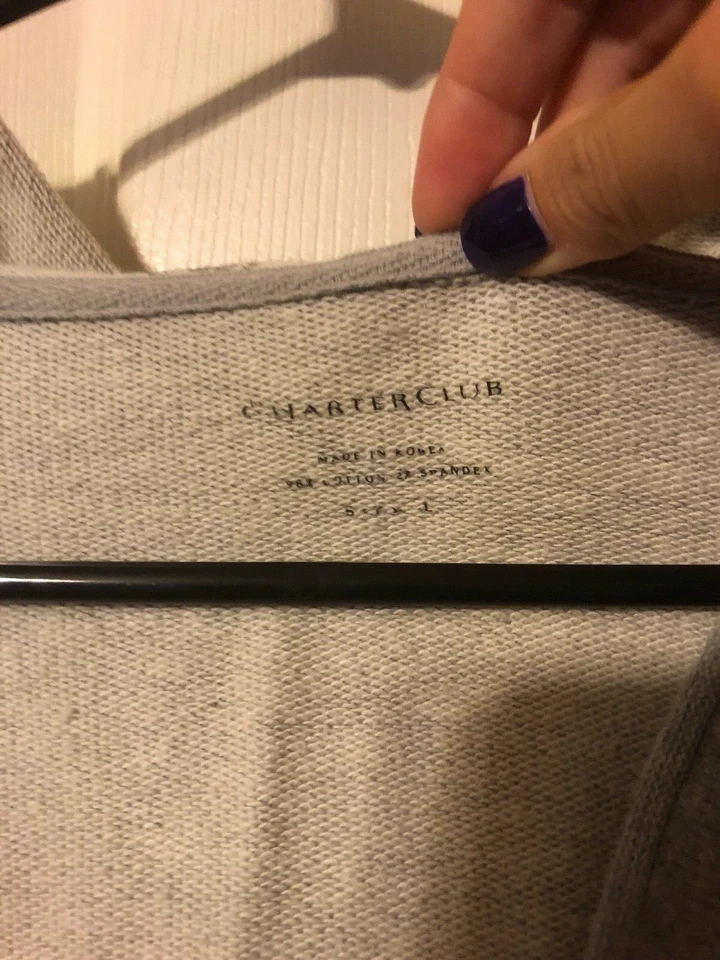 CHARTERCLUB
MADE IN KOREA
98% COTTON 2% SPANDEX
SIZE L